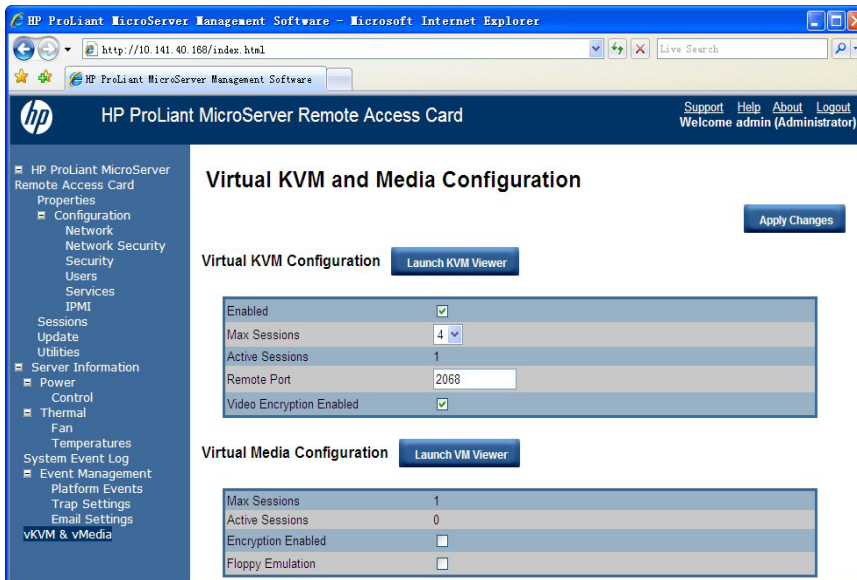 HP ProLiant MicroServer Management Software - Microsoft Internet Explorer
http://10.141.40.168/index.html
Live Search
HP ProLiant MicroServer Management Software
hp
HP ProLiant MicroServer Remote Access Card
Support Help About Logout
Welcome admin (Administrator)
HP ProLiant MicroServer
Remote Access Card
Properties
Configuration
Network
Network Security
Security
Users
Services
IPMI
Sessions
Update
Utilities
Server Information
Power
Control
Thermal
Fan
Temperatures
System Event Log
Event Management
Platform Events
Trap Settings
Email Settings
vKVM & vMedia
Virtual KVM and Media Configuration
Apply Changes
Virtual KVM Configuration Launch KVM Viewer
Enabled
Max Sessions 4
Active Sessions 1
Remote Port 2068
Video Encryption Enabled
Virtual Media Configuration Launch VM Viewer
Max Sessions 1
Active Sessions 0
Encryption Enabled
Floppy Emulation